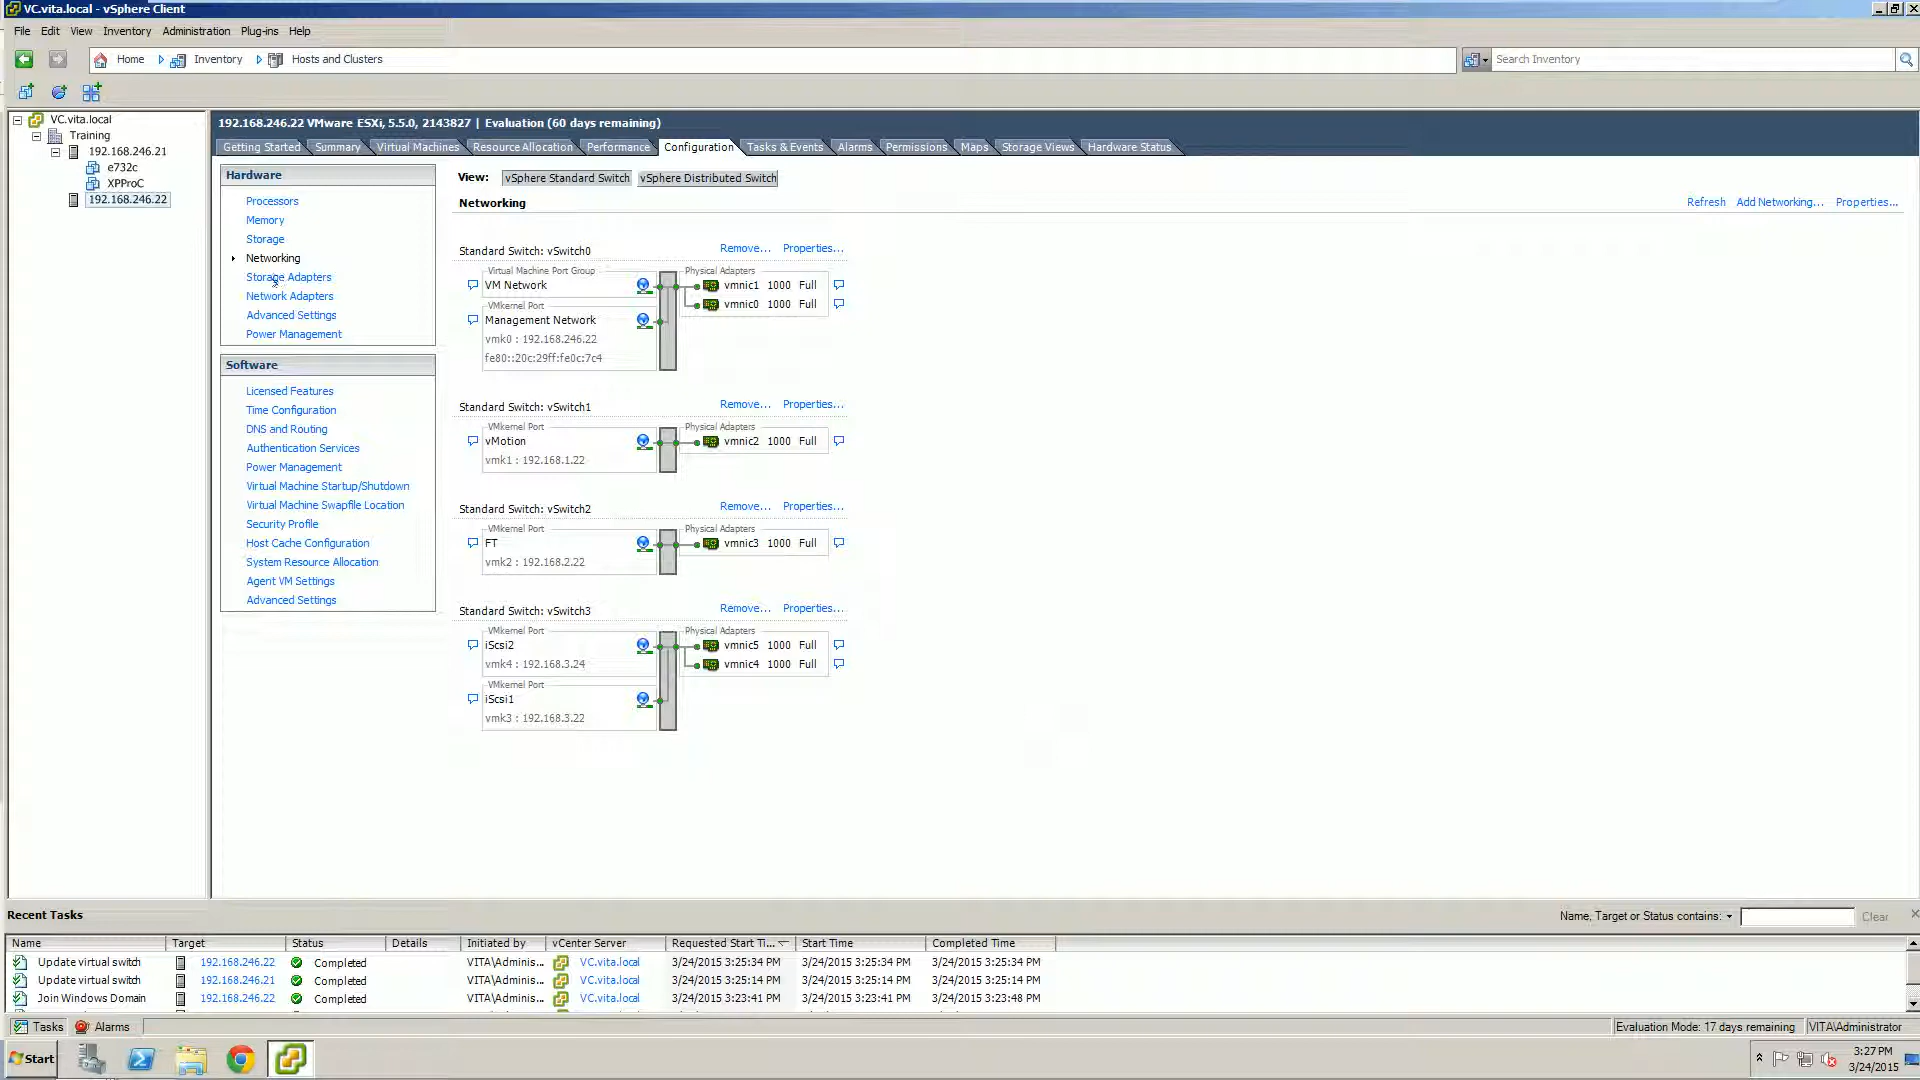 VC.vita.local - vSphere Client
File Edit View Inventory Administration Plug-ins Help
Home Inventory Hosts and Clusters
Search Inventory
VC.vita.local
Training
192.168.246.21
e732c
XPProC
192.168.246.22
192.168.246.22 VMware ESXi, 5.5.0, 2143827 | Evaluation (60 days remaining)
Getting Started Summary Virtual Machines Resource Allocation Performance Configuration Tasks & Events Alarms Permissions Maps Storage Views Hardware Status
Hardware
Processors
Memory
Storage
Networking
Storage Adapters
Network Adapters
Advanced Settings
Power Management
Software
Licensed Features
Time Configuration
DNS and Routing
Authentication Services
Power Management
Virtual Machine Startup/Shutdown
Virtual Machine Swapfile Location
Security Profile
Host Cache Configuration
System Resource Allocation
Agent VM Settings
Advanced Settings
View: vSphere Standard Switch vSphere Distributed Switch
Networking
Refresh Add Networking... Properties...
Standard Switch: vSwitch0 Remove... Properties...
Virtual Machine Port Group Physical Adapters
VM Network vmnic1 1000 Full
VMkernel Port vmnic0 1000 Full
Management Network
vmk0 : 192.168.246.22
fe80::20c:29ff:fe0c:7c4
Standard Switch: vSwitch1 Remove... Properties...
VMkernel Port Physical Adapters
vMotion vmnic2 1000 Full
vmk1 : 192.168.1.22
Standard Switch: vSwitch2 Remove... Properties...
VMkernel Port Physical Adapters
FT vmnic3 1000 Full
vmk2 : 192.168.2.22
Standard Switch: vSwitch3 Remove... Properties...
VMkernel Port Physical Adapters
iScsi2 vmnic5 1000 Full
vmk4 : 192.168.3.24 vmnic4 1000 Full
VMkernel Port
iScsi1
vmk3 : 192.168.3.22
Recent Tasks
Name, Target or Status contains: Clear
Name Target Status Details Initiated by vCenter Server Requested Start Ti... Start Time Completed Time
Update virtual switch 192.168.246.22 Completed VITA\Adminis... VC.vita.local 3/24/2015 3:25:34 PM 3/24/2015 3:25:34 PM 3/24/2015 3:25:34 PM
Update virtual switch 192.168.246.21 Completed VITA\Adminis... VC.vita.local 3/24/2015 3:25:14 PM 3/24/2015 3:25:14 PM 3/24/2015 3:25:14 PM
Join Windows Domain 192.168.246.22 Completed VITA\Adminis... VC.vita.local 3/24/2015 3:23:41 PM 3/24/2015 3:23:41 PM 3/24/2015 3:23:48 PM
Tasks Alarms
Evaluation Mode: 17 days remaining VITA\Administrator
Start
3:27 PM
3/24/2015